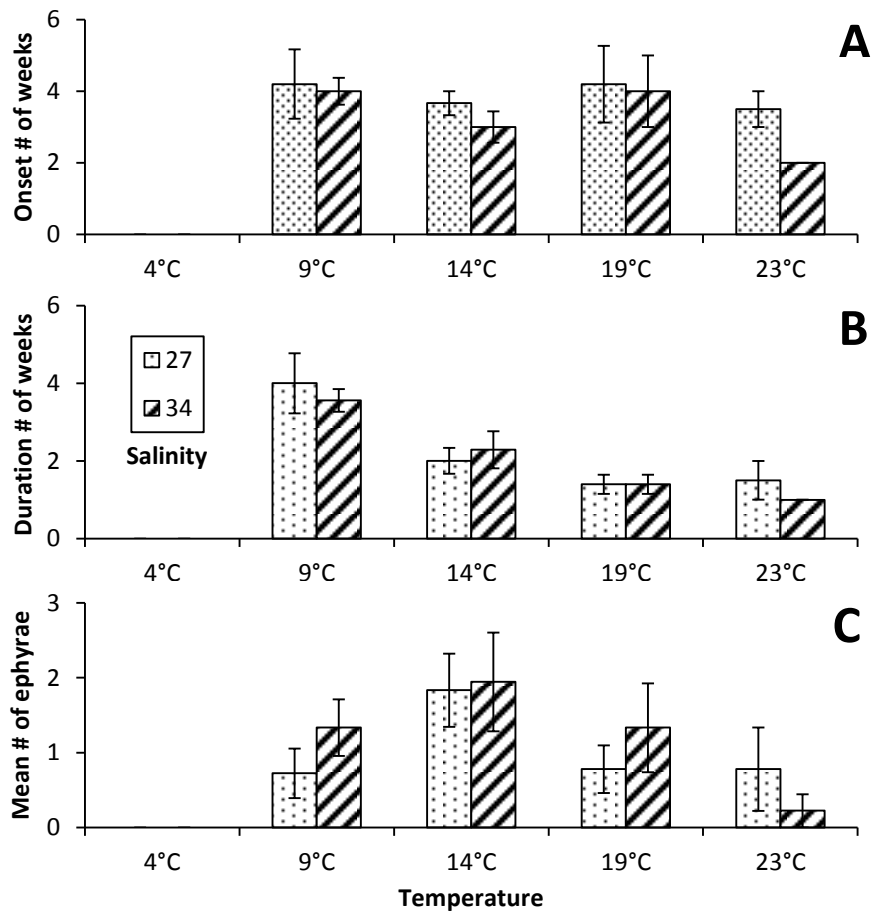 A
Onset # of weeks
6
4
2
0
4°C 9°C 14°C 19°C 23°C
B
Duration # of weeks
6
4
2
0
27
34
Salinity
4°C 9°C 14°C 19°C 23°C
C
Mean # of ephyrae
3
2
1
0
4°C 9°C 14°C 19°C 23°C
Temperature